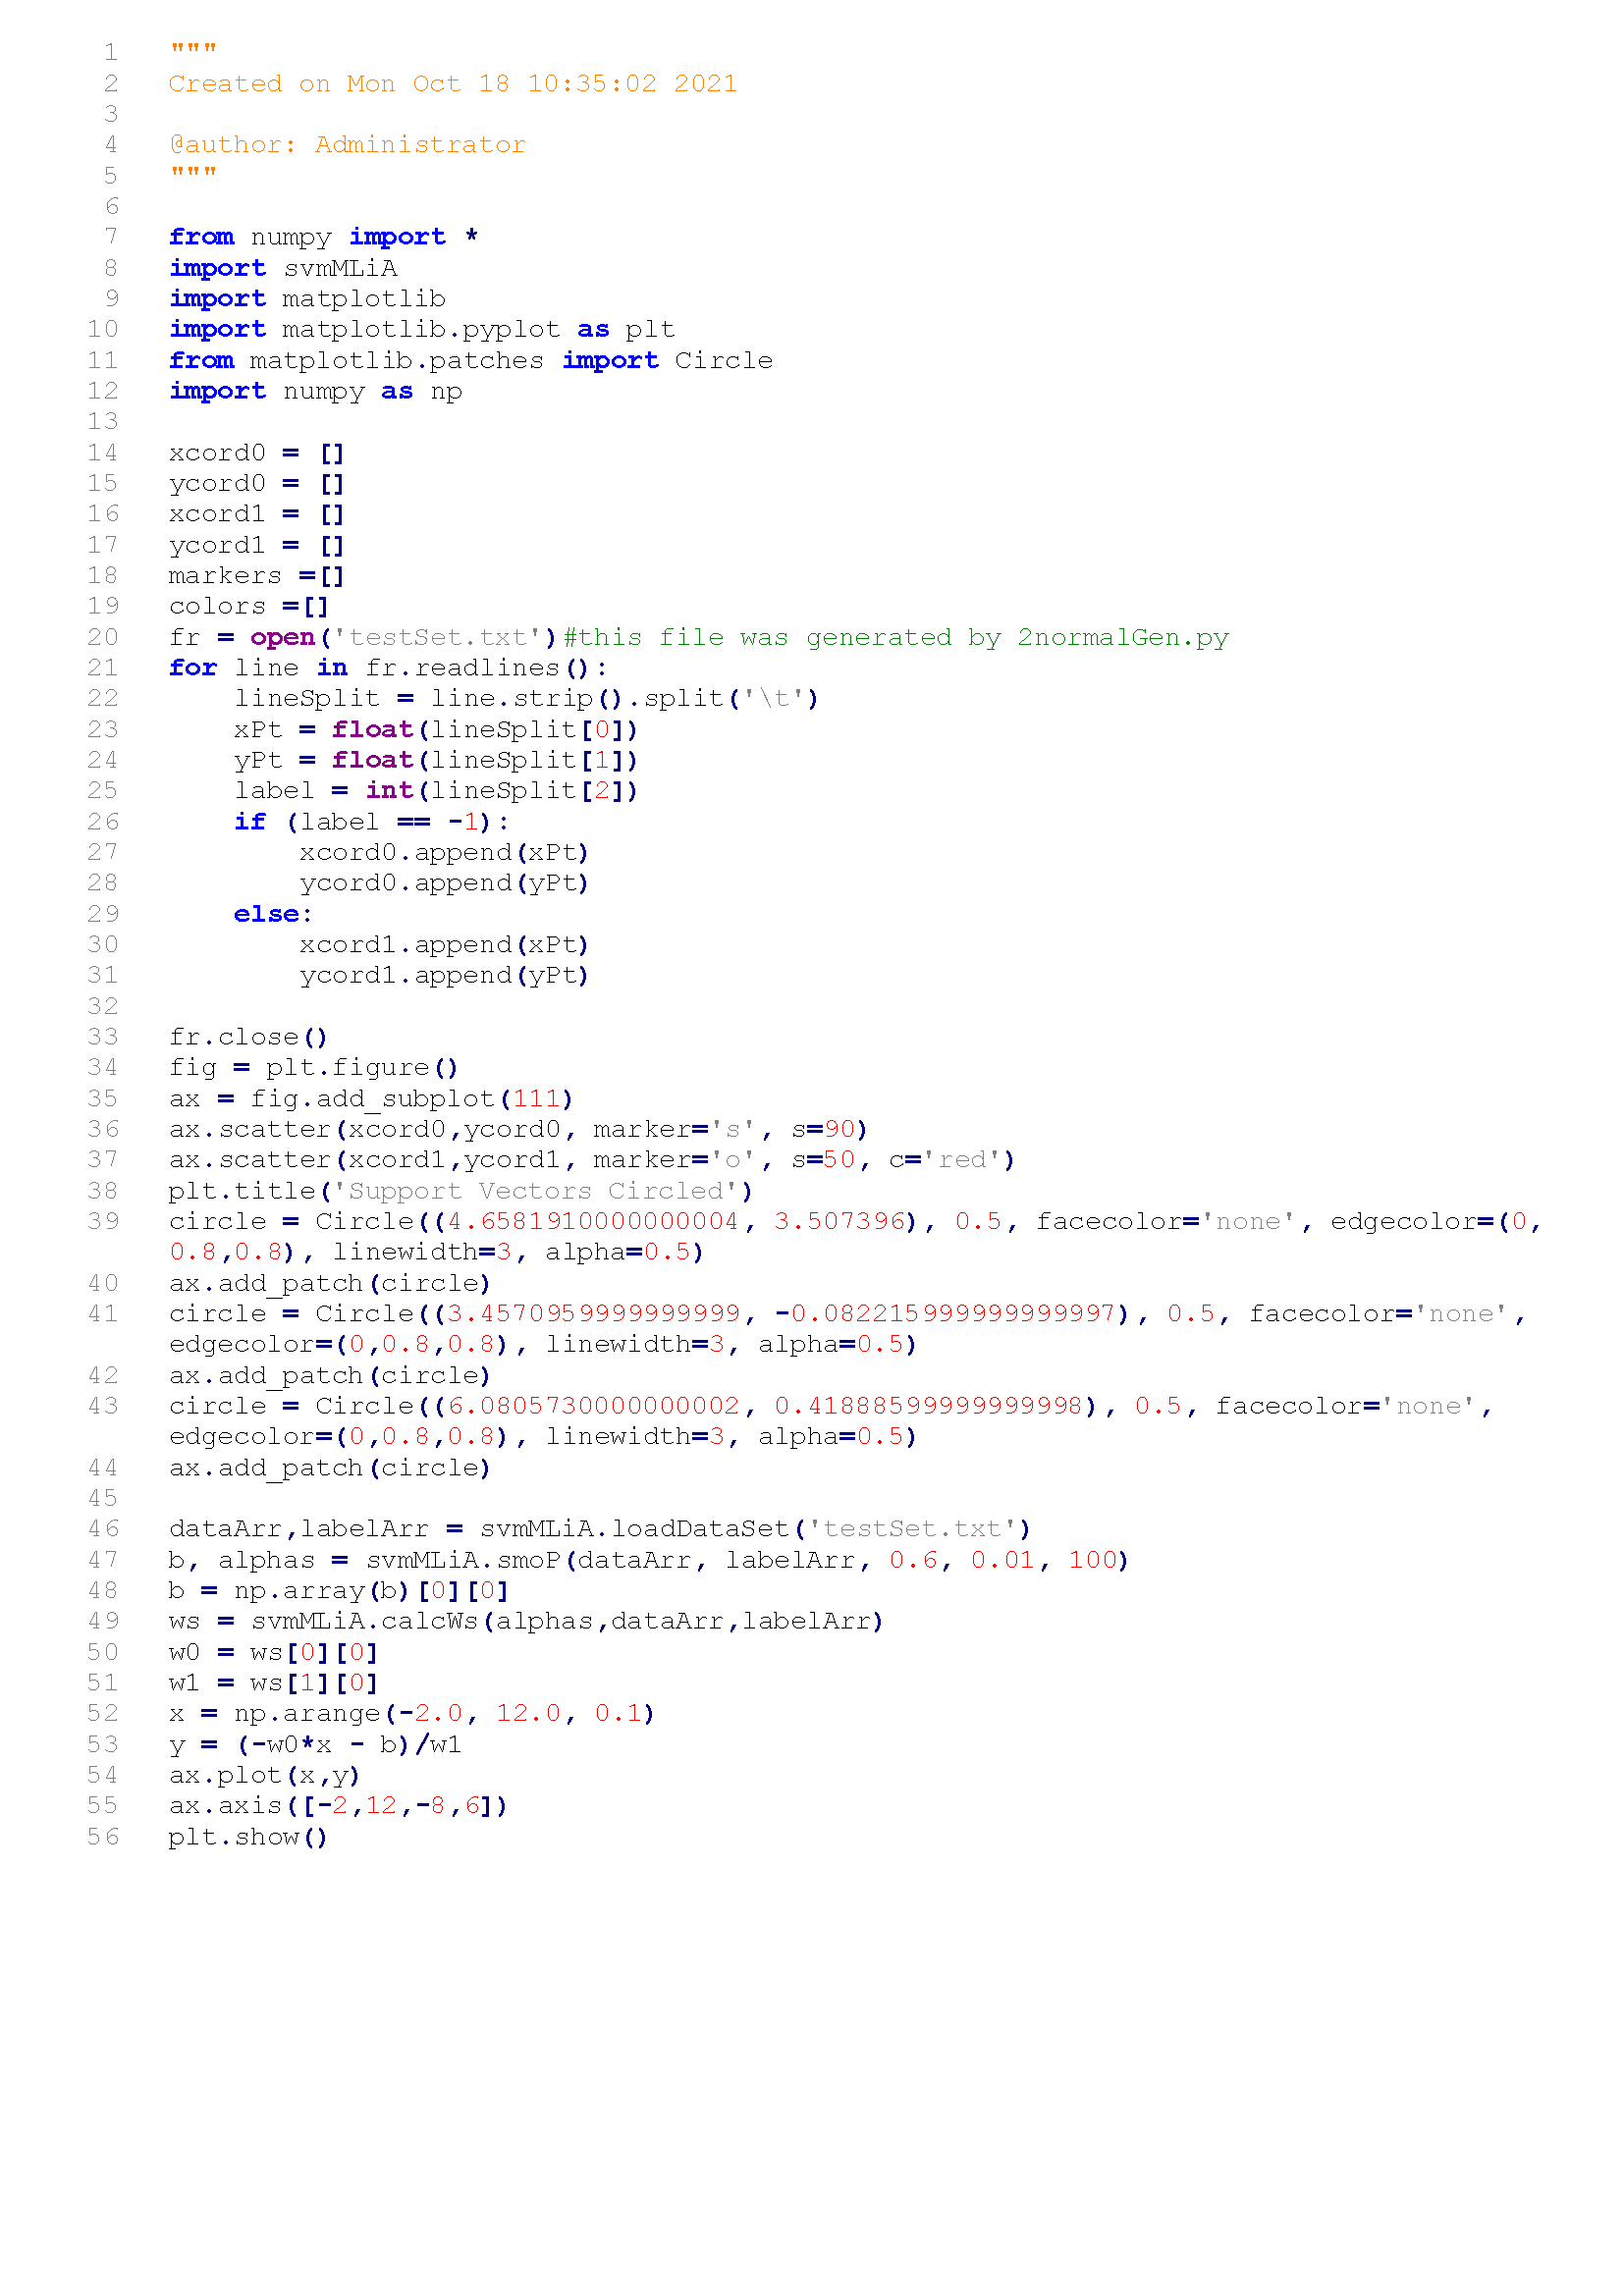 1 """
2 Created on Mon Oct 18 10:35:02 2021
3
4 @author: Administrator
5 """
6
7 from numpy import *
8 import svmMLiA
9 import matplotlib
10 import matplotlib.pyplot as plt
11 from matplotlib.patches import Circle
12 import numpy as np
13
14 xcord0 = []
15 ycord0 = []
16 xcord1 = []
17 ycord1 = []
18 markers =[]
19 colors =[]
20 fr = open('testSet.txt')#this file was generated by 2normalGen.py
21 for line in fr.readlines():
22     lineSplit = line.strip().split('\t')
23     xPt = float(lineSplit[0])
24     yPt = float(lineSplit[1])
25     label = int(lineSplit[2])
26     if (label == -1):
27         xcord0.append(xPt)
28         ycord0.append(yPt)
29     else:
30         xcord1.append(xPt)
31         ycord1.append(yPt)
32
33 fr.close()
34 fig = plt.figure()
35 ax = fig.add_subplot(111)
36 ax.scatter(xcord0,ycord0, marker='s', s=90)
37 ax.scatter(xcord1,ycord1, marker='o', s=50, c='red')
38 plt.title('Support Vectors Circled')
39 circle = Circle((4.6581910000000004, 3.507396), 0.5, facecolor='none', edgecolor=(0,
0.8,0.8), linewidth=3, alpha=0.5)
40 ax.add_patch(circle)
41 circle = Circle((3.4570959999999999, -0.082215999999999997), 0.5, facecolor='none',
edgecolor=(0,0.8,0.8), linewidth=3, alpha=0.5)
42 ax.add_patch(circle)
43 circle = Circle((6.0805730000000002, 0.41888599999999998), 0.5, facecolor='none',
edgecolor=(0,0.8,0.8), linewidth=3, alpha=0.5)
44 ax.add_patch(circle)
45
46 dataArr,labelArr = svmMLiA.loadDataSet('testSet.txt')
47 b, alphas = svmMLiA.smoP(dataArr, labelArr, 0.6, 0.01, 100)
48 b = np.array(b)[0][0]
49 ws = svmMLiA.calcWs(alphas,dataArr,labelArr)
50 w0 = ws[0][0]
51 w1 = ws[1][0]
52 x = np.arange(-2.0, 12.0, 0.1)
53 y = (-w0*x - b)/w1
54 ax.plot(x,y)
55 ax.axis([-2,12,-8,6])
56 plt.show()